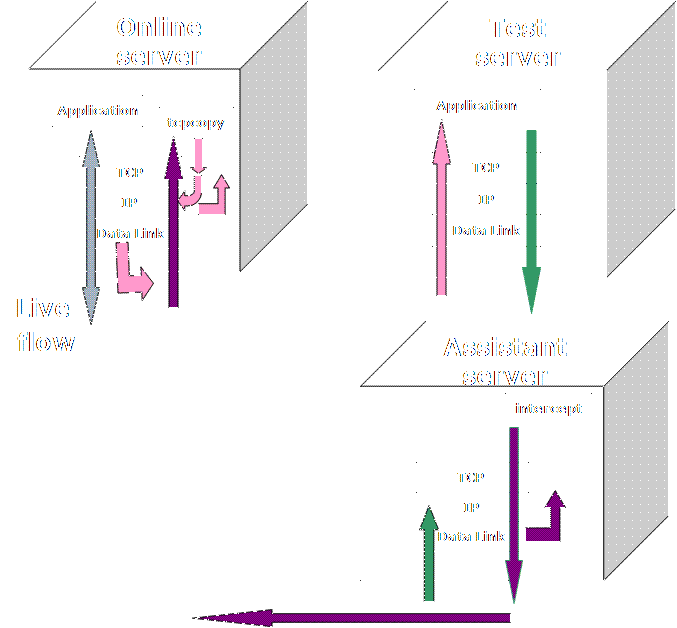 Online
server
Application
tcpcopy
TCP
IP
Data Link
Live
flow
Test
server
Application
TCP
IP
Data Link
Assistant
server
intercept
TCP
IP
Data Link